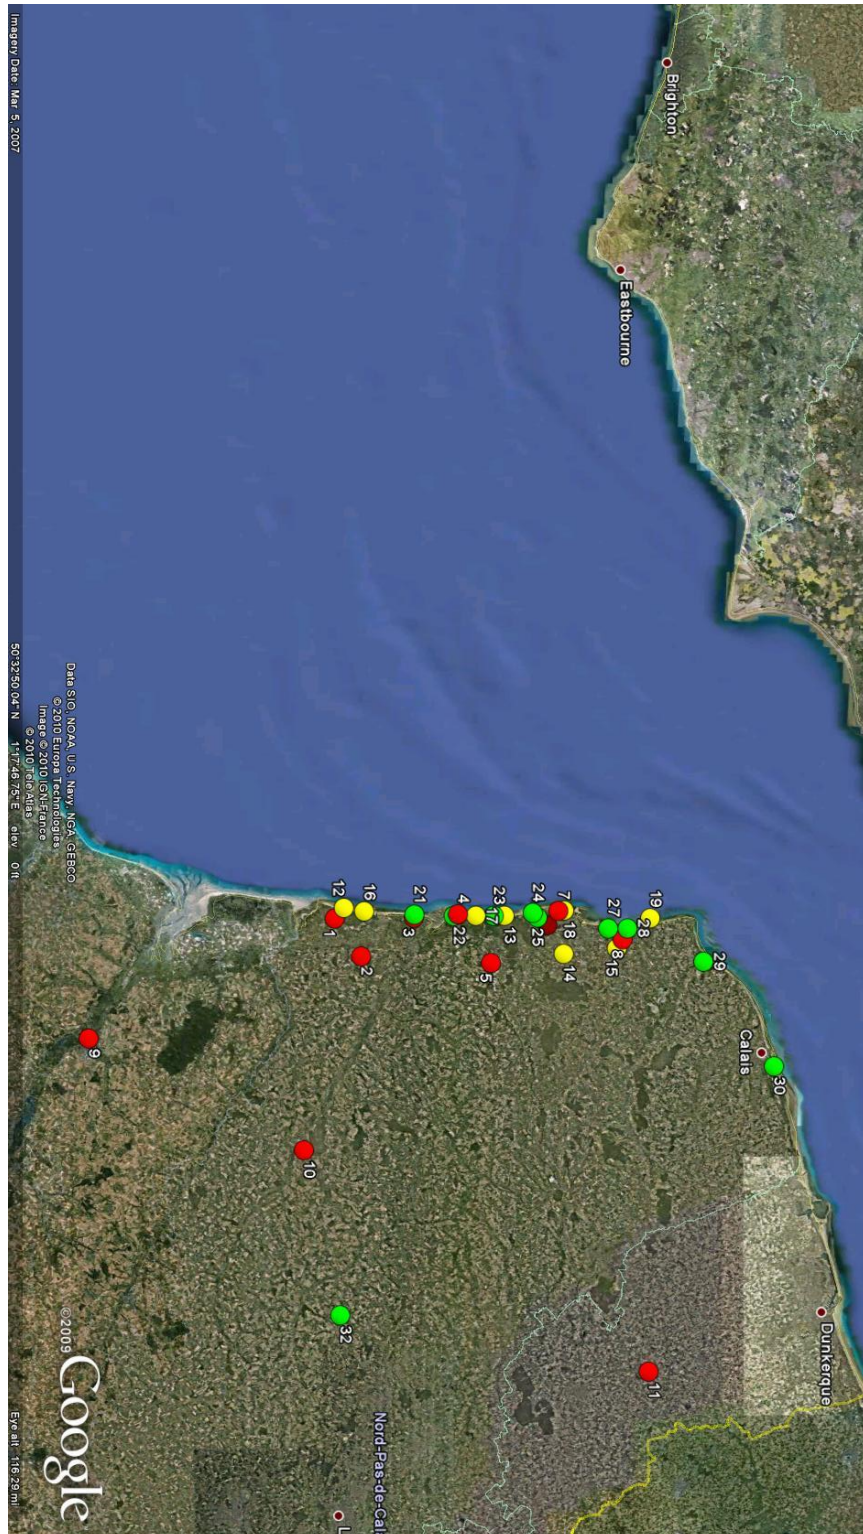 Brighton
Eastbourne
19
28
27
8
15
29
Calais
30
Dunkerque
7
18
14
24
25
23
13
17
5
4
22
21
3
16
12
1
2
9
10
32
11
Nord-Pas-de-Cal
L
Data SIO, NOAA, U.S. Navy, NGA, GEBCO
© 2010 Europa Technologies
Image © 2010 IGN-France
© 2010 Tele Atlas
©2009 Google
Imagery Date: Mar 5, 2007
50°32'50.04" N 1°17'46.75" E elev 0 ft
Eye alt 116.29 mi